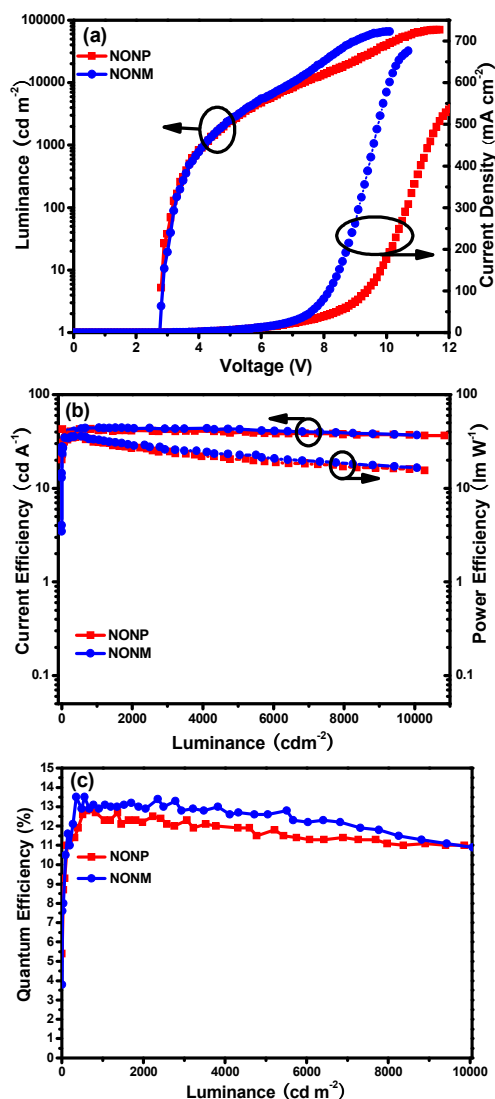 (a)
NONP
NONM
Luminance (cd m-2)
100000
10000
1000
100
10
1
Current Density (mA cm-2)
700
600
500
400
300
200
100
0
0 2 4 6 8 10 12
Voltage (V)
(b)
Current Efficiency (cd A-1)
100
10
1
0.1
Power Efficiency (lm W-1)
100
10
1
0.1
NONP
NONM
0 2000 4000 6000 8000 10000
Luminance (cdm-2)
(c)
Quantum Efficiency (%)
15
14
13
12
11
10
9
8
7
6
5
4
3
2
1
0
NONP
NONM
0 2000 4000 6000 8000 10000
Luminance (cd m-2)